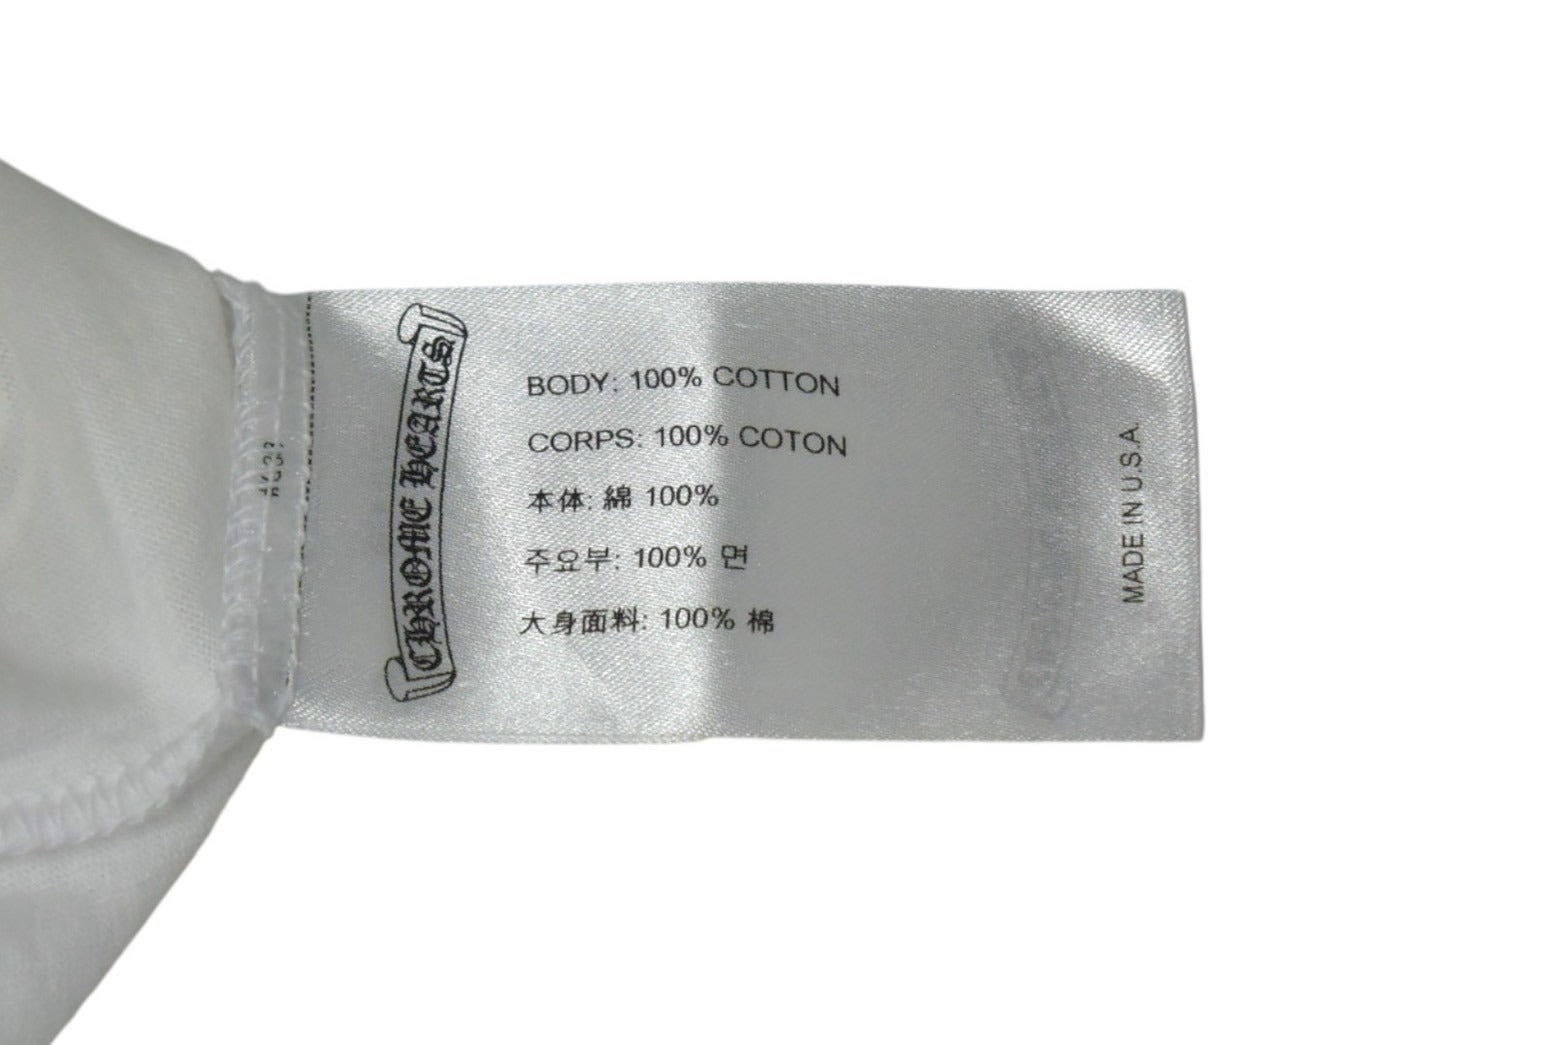 CHROME HEARTS
BODY: 100% COTTON
CORPS: 100% COTON
本体: 綿 100%
주요부: 100% 면
大身面料: 100% 棉
MADE IN U.S.A.